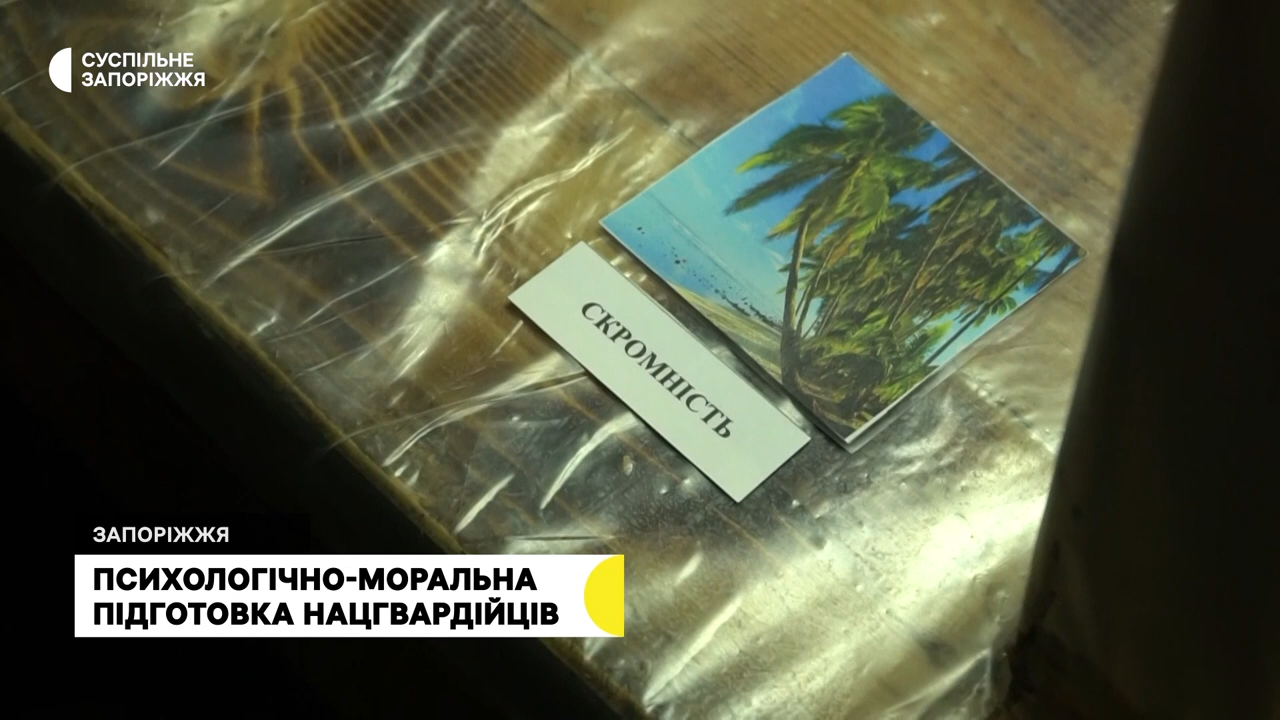 СУСПІЛЬНЕ
ЗАПОРІЖЖЯ
СКРОМНІСТЬ
ЗАПОРІЖЖЯ
ПСИХОЛОГІЧНО-МОРАЛЬНА
ПІДГОТОВКА НАЦГВАРДІЙЦІВ